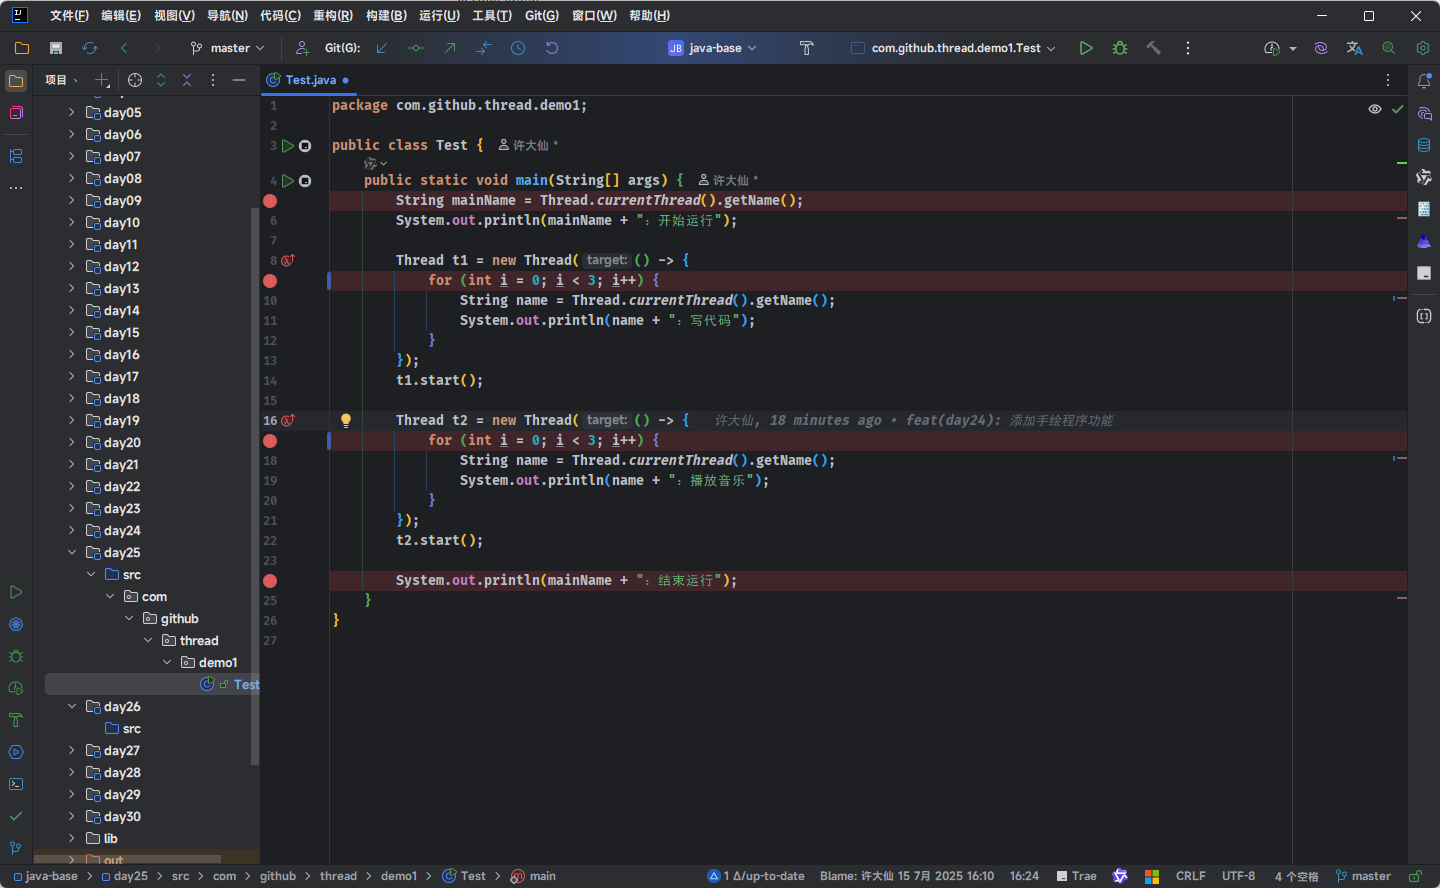 文件(F) 编辑(E) 视图(V) 导航(N) 代码(C) 重构(R) 构建(B) 运行(U) 工具(T) Git(G) 窗口(W) 帮助(H)
master Git(G): JB java-base com.github.thread.demo1.Test
项目
Test.java
day05
day06
day07
day08
day09
day10
day11
day12
day13
day14
day15
day16
day17
day18
day19
day20
day21
day22
day23
day24
day25
src
com
github
thread
demo1
Test
day26
src
day27
day28
day29
day30
lib
out
1 package com.github.thread.demo1;
2
3 public class Test { 许大仙 *
4 public static void main(String[] args) { 许大仙 *
String mainName = Thread.currentThread().getName();
6 System.out.println(mainName + ": 开始运行");
7
8 Thread t1 = new Thread( target: () -> {
for (int i = 0; i < 3; i++) {
10 String name = Thread.currentThread().getName();
11 System.out.println(name + ": 写代码");
12 }
13 });
14 t1.start();
15
16 Thread t2 = new Thread( target: () -> { 许大仙, 18 minutes ago • feat(day24): 添加手绘程序功能
for (int i = 0; i < 3; i++) {
18 String name = Thread.currentThread().getName();
19 System.out.println(name + ": 播放音乐");
20 }
21 });
22 t2.start();
23
System.out.println(mainName + ": 结束运行");
25 }
26 }
27
java-base > day25 > src > com > github > thread > demo1 > Test > main 1 Δ/up-to-date Blame: 许大仙 15 7月 2025 16:10 16:24 Trae CRLF UTF-8 4 个空格 master